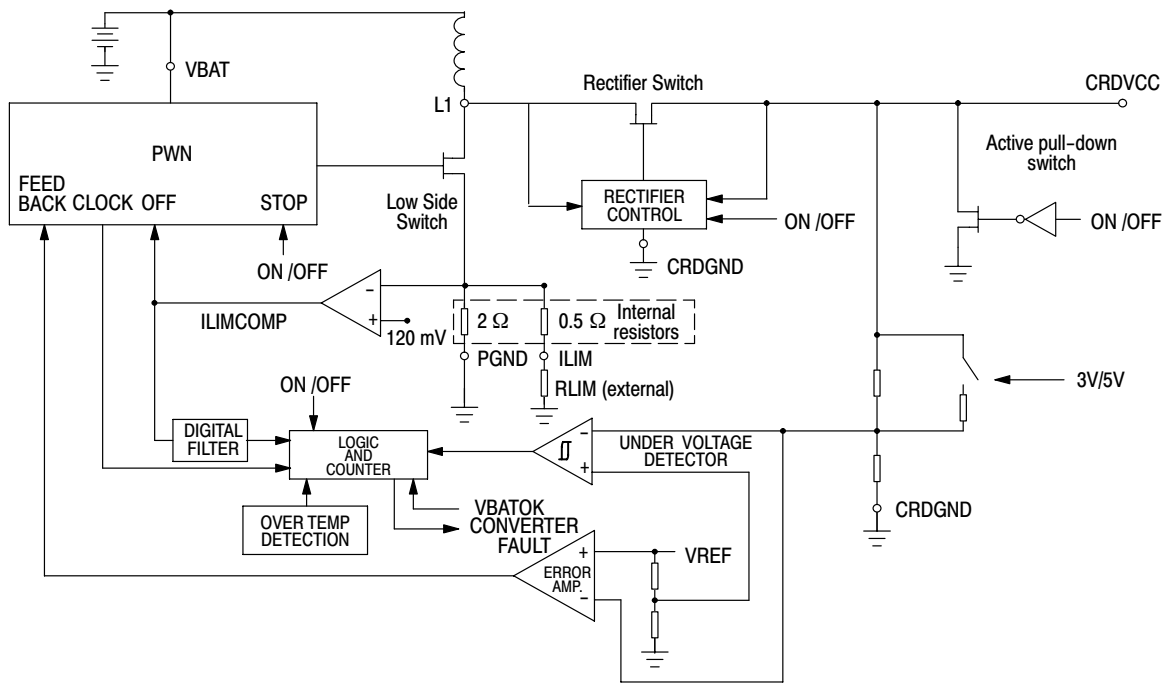 VBAT
L1
Rectifier Switch
CRDVCC
PWN
FEED
BACK CLOCK OFF STOP
Low Side
Switch
RECTIFIER
CONTROL
ON /OFF
CRDGND
Active pull-down
switch
ON /OFF
ON /OFF
ILIMCOMP
-
+
120 mV
2 Ω
0.5 Ω
Internal
resistors
PGND
ILIM
RLIM (external)
3V/5V
ON /OFF
DIGITAL
FILTER
LOGIC
AND
COUNTER
-
+
UNDER VOLTAGE
DETECTOR
OVER TEMP
DETECTION
VBATOK
CONVERTER
FAULT
CRDGND
+
ERROR
AMP.
-
VREF